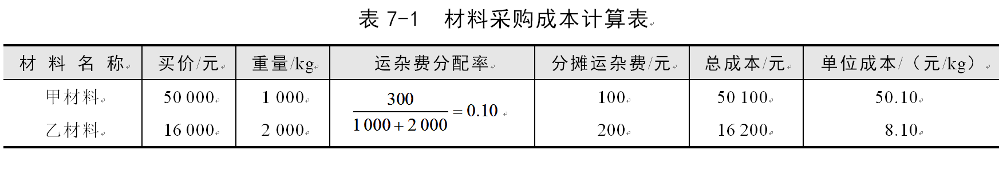 表 7-1 材料采购成本计算表
材 料 名 称 买价/元 重量/kg 运杂费分配率 分摊运杂费/元 总成本/元 单位成本/（元/kg）
甲材料 50 000 1 000 300 100 50 100 50.10
1 000 + 2 000 = 0.10
乙材料 16 000 2 000 200 16 200 8.10